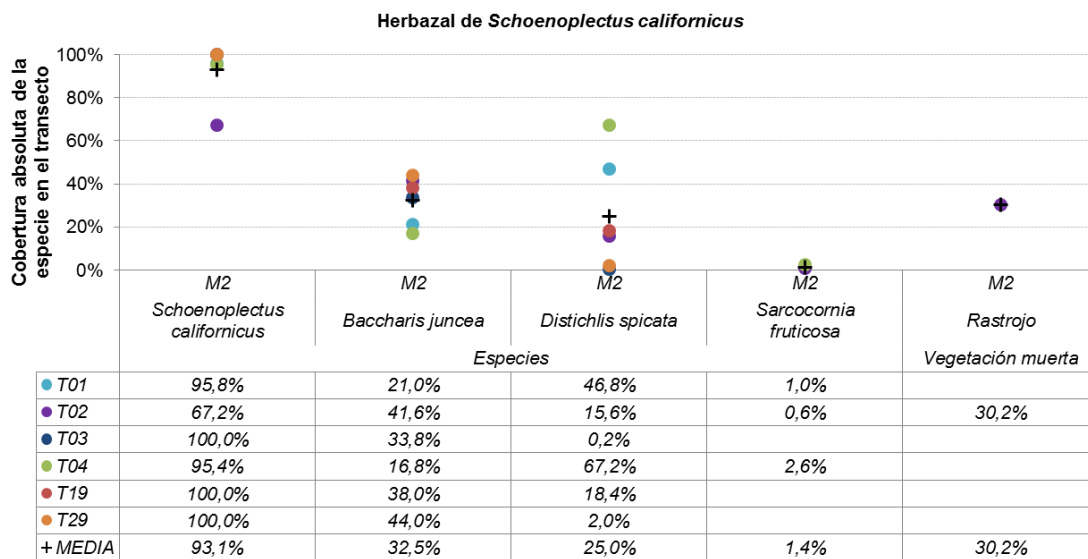 Herbazal de Schoenoplectus californicus
Cobertura absoluta de la
especie en el transecto
100%
80%
60%
40%
20%
0%
M2 M2 M2 M2 M2
Schoenoplectus californicus Baccharis juncea Distichlis spicata Sarcocornia fruticosa Rastrojo
Especies Vegetación muerta
T01 95,8% 21,0% 46,8% 1,0%
T02 67,2% 41,6% 15,6% 0,6% 30,2%
T03 100,0% 33,8% 0,2%
T04 95,4% 16,8% 67,2% 2,6%
T19 100,0% 38,0% 18,4%
T29 100,0% 44,0% 2,0%
+ MEDIA 93,1% 32,5% 25,0% 1,4% 30,2%